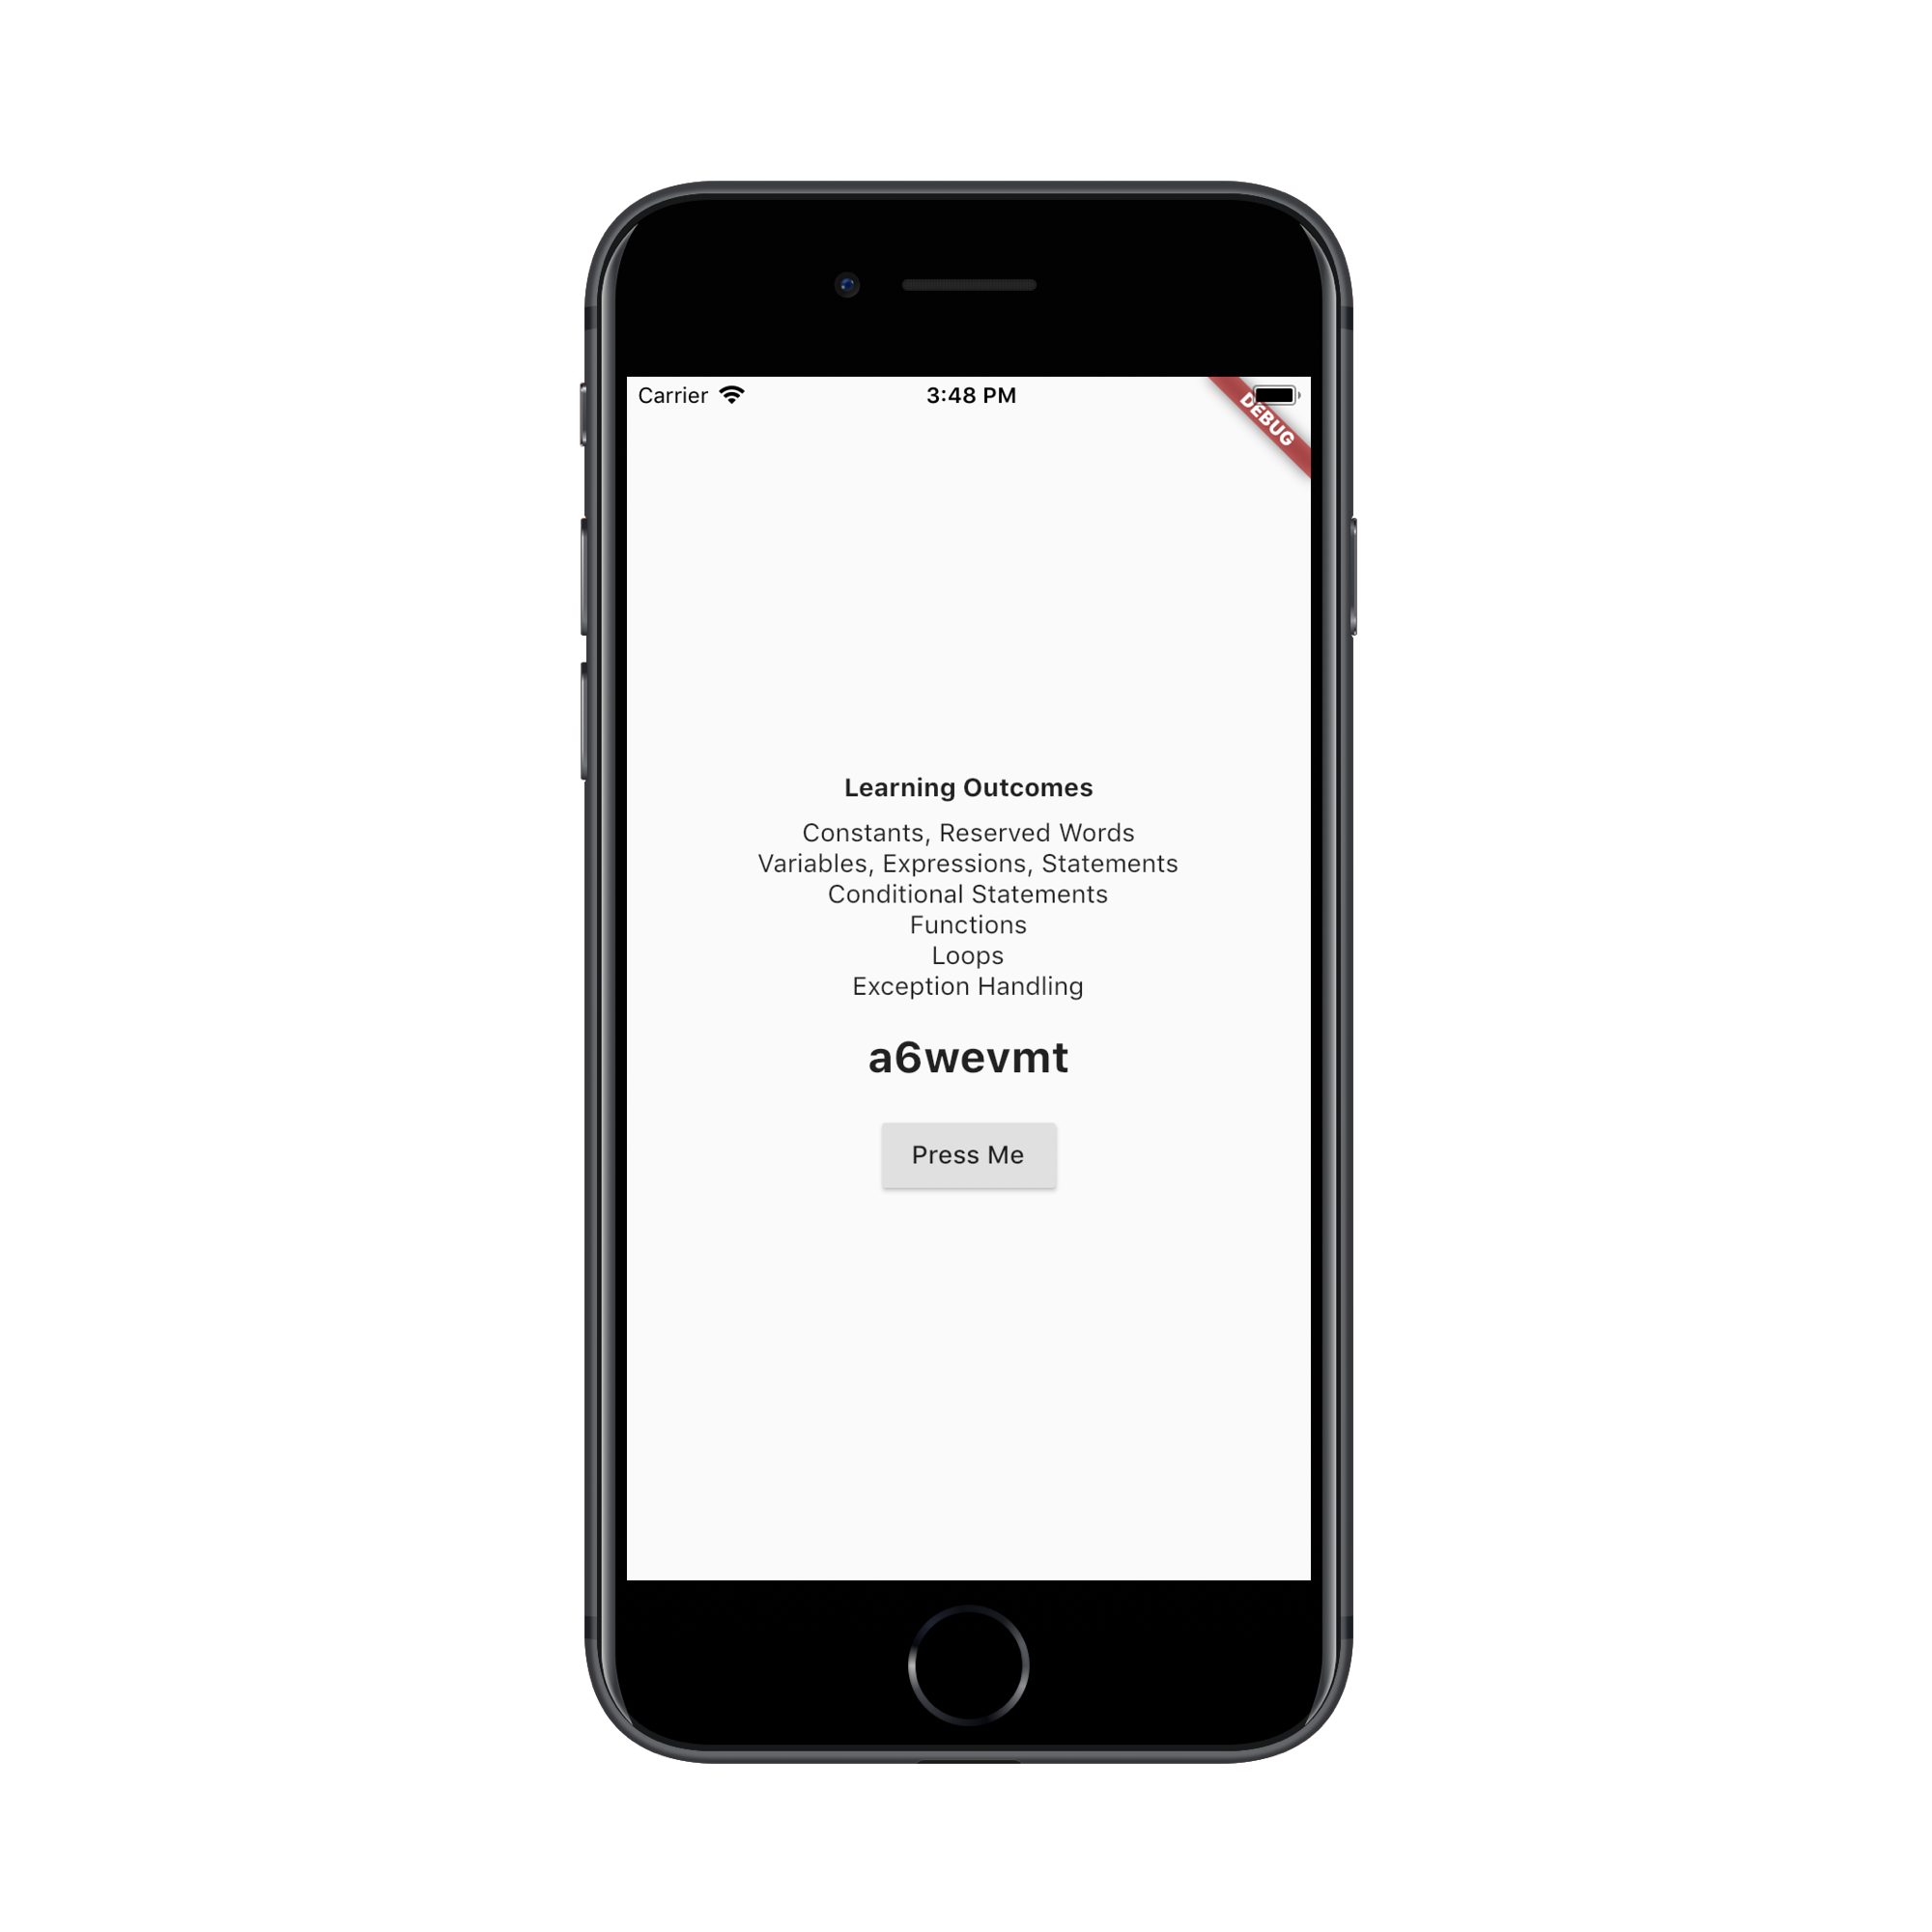 Carrier
3:48 PM
DEBUG
Learning Outcomes
Constants, Reserved Words
Variables, Expressions, Statements
Conditional Statements
Functions
Loops
Exception Handling
a6wevmt
Press Me